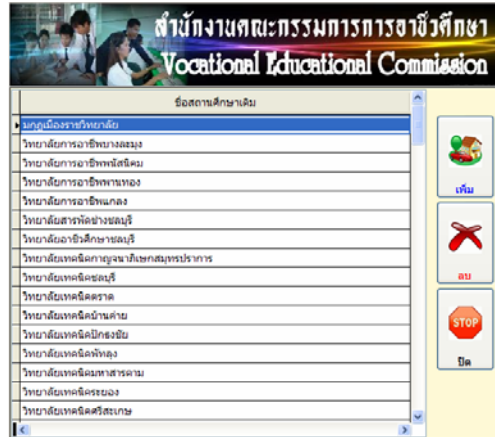 สำนักงานคณะกรรมการการอาชีวศึกษา
Vocational Educational Commission
ชื่อสถานศึกษาเดิม
มกุฎเมืองราชวิทยาลัย
วิทยาลัยการอาชีพบางละมุง
วิทยาลัยการอาชีพพนัสนิคม
วิทยาลัยการอาชีพพานทอง
วิทยาลัยการอาชีพแกลง
วิทยาลัยสารพัดช่างชลบุรี
วิทยาลัยอาชีวศึกษาชลบุรี
วิทยาลัยเทคนิคกาญจนาภิเษกสมุทรปราการ
วิทยาลัยเทคนิคชลบุรี
วิทยาลัยเทคนิคตราด
วิทยาลัยเทคนิคบ้านค่าย
วิทยาลัยเทคนิคปักธงชัย
วิทยาลัยเทคนิคพัทลุง
วิทยาลัยเทคนิคมหาสารคาม
วิทยาลัยเทคนิคระยอง
วิทยาลัยเทคนิคศรีสะเกษ
เพิ่ม
ลบ
STOP
ปิด